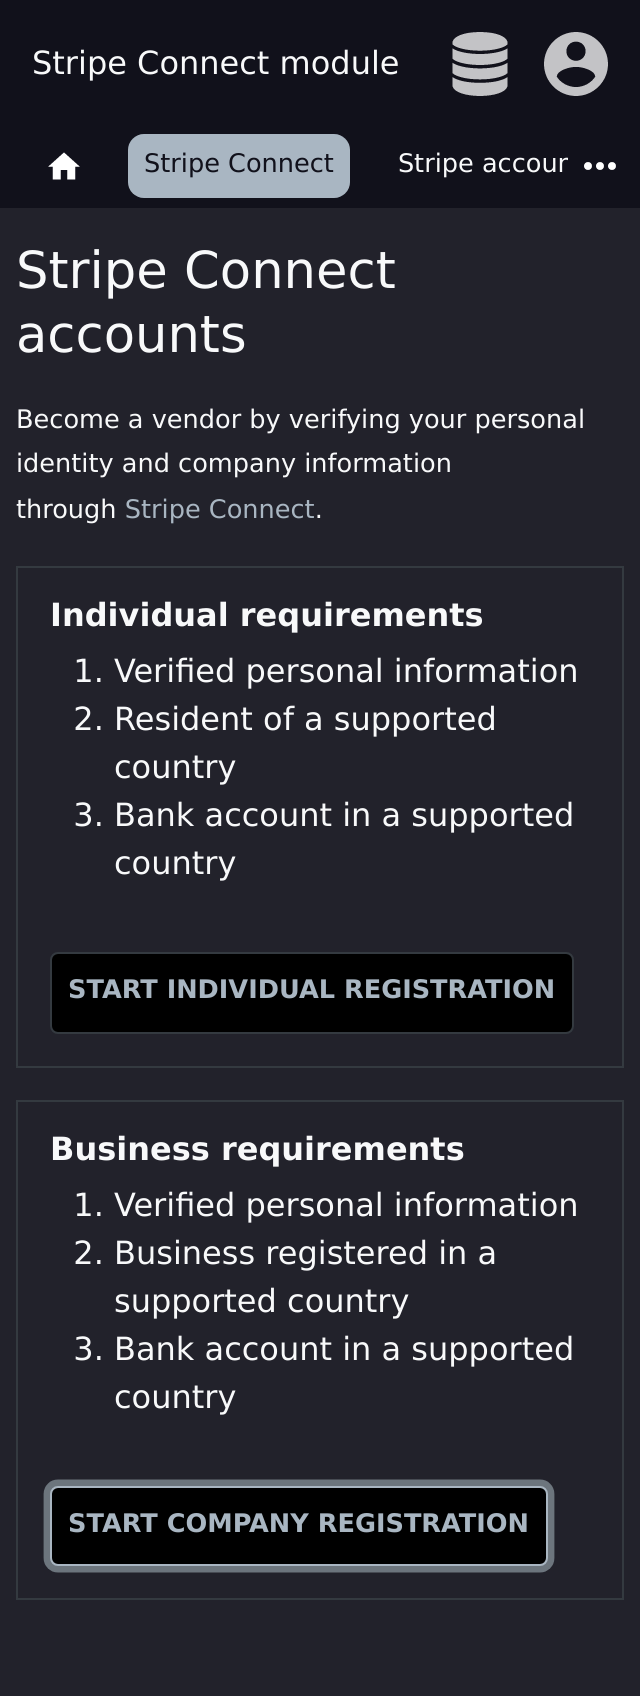 Stripe Connect module
Stripe Connect
Stripe accour
Stripe Connect
accounts
Become a vendor by verifying your personal
identity and company information
through Stripe Connect.
Individual requirements
1. Verified personal information
2. Resident of a supported
country
3. Bank account in a supported
country
START INDIVIDUAL REGISTRATION
Business requirements
1. Verified personal information
2. Business registered in a
supported country
3. Bank account in a supported
country
START COMPANY REGISTRATION